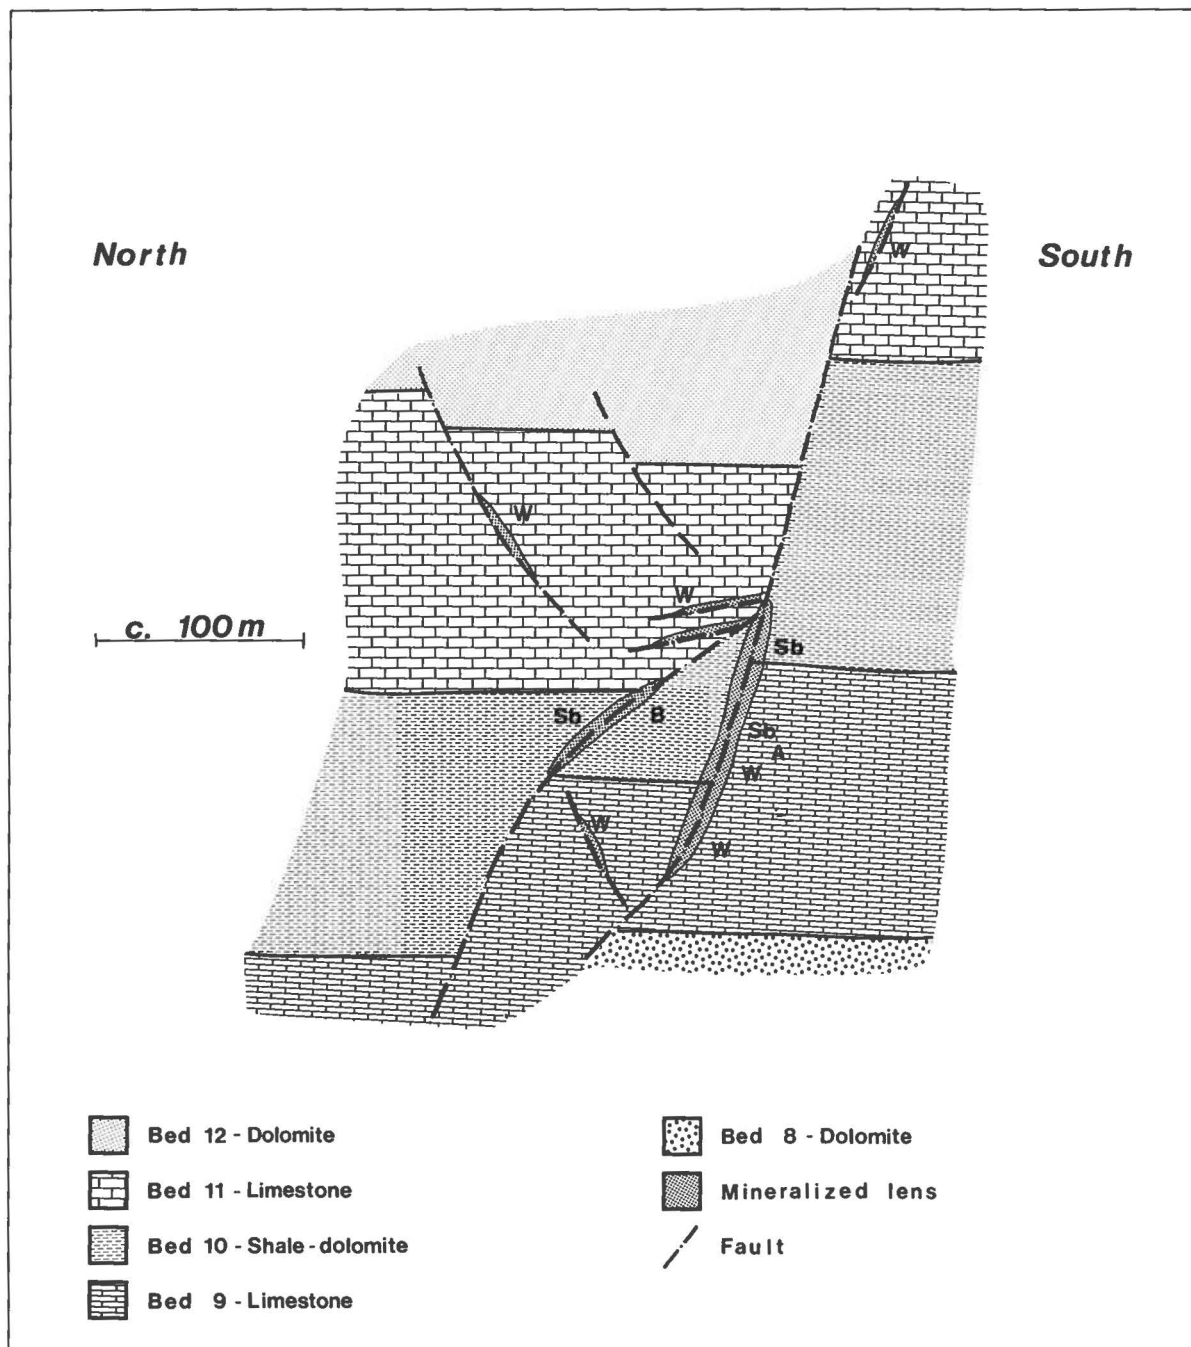 W
North
South
W
W
c. 100 m
Sb
Sb
B
Sb
A
W
W
W
Bed 12 - Dolomite
Bed 8 - Dolomite
Bed 11 - Limestone
Mineralized lens
Bed 10 - Shale - dolomite
Fault
Bed 9 - Limestone